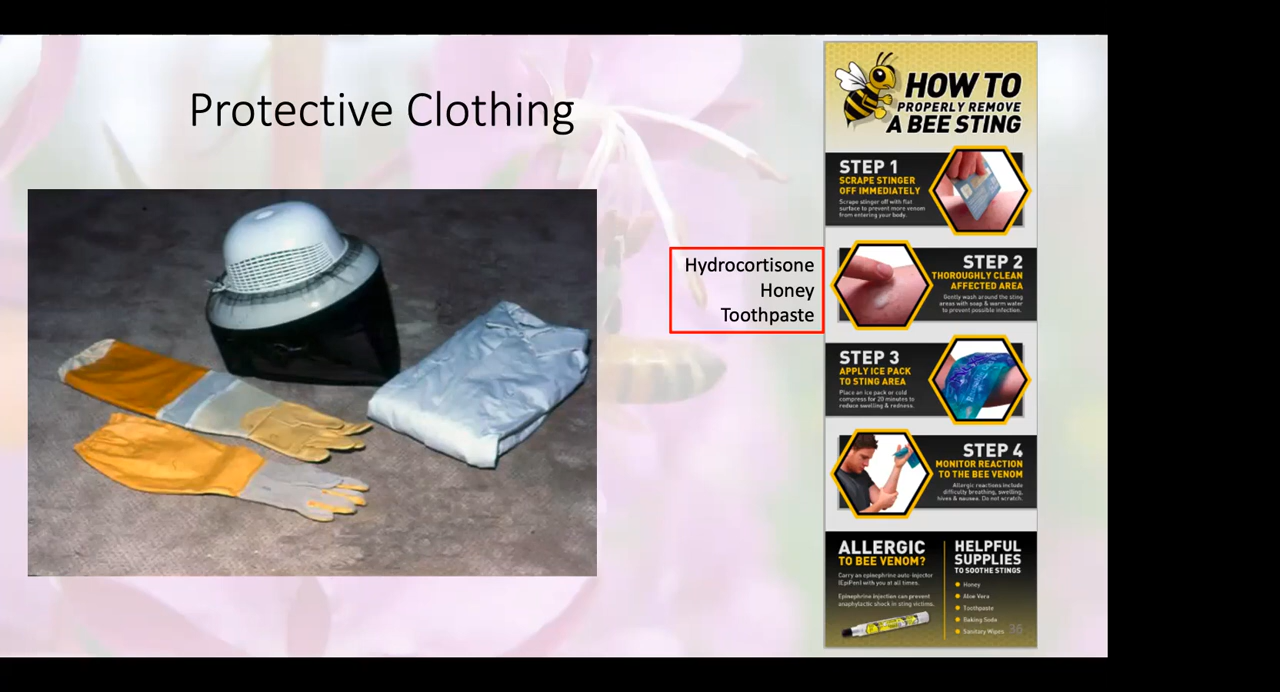 Protective Clothing
Hydrocortisone
Honey
Toothpaste
HOW TO
PROPERLY REMOVE
A BEE STING
STEP 1
SCRAPE STINGER
OFF IMMEDIATELY
Scrape stinger off with flat
surface to prevent more venom
from entering your body.
STEP 2
THOROUGHLY CLEAN
AFFECTED AREA
Gently wash around the sting
areas with soap & warm water
to prevent possible infection.
STEP 3
APPLY ICE PACK
TO STING AREA
Place an ice pack or cold
compress for 20 minutes to
reduce swelling & redness.
STEP 4
MONITOR REACTION
TO THE BEE VENOM
Allergic reactions include
difficulty breathing, swelling,
hives & nausea. Do not scratch.
ALLERGIC
TO BEE VENOM?
Carry an epinephrine auto-injector
(EpiPen) with you at all times.
Epinephrine injection can prevent
anaphylactic shock in sting victims.
HELPFUL
SUPPLIES
TO SOOTHE STINGS
Honey
Aloe Vera
Toothpaste
Baking Soda
Sanitary Wipes
36